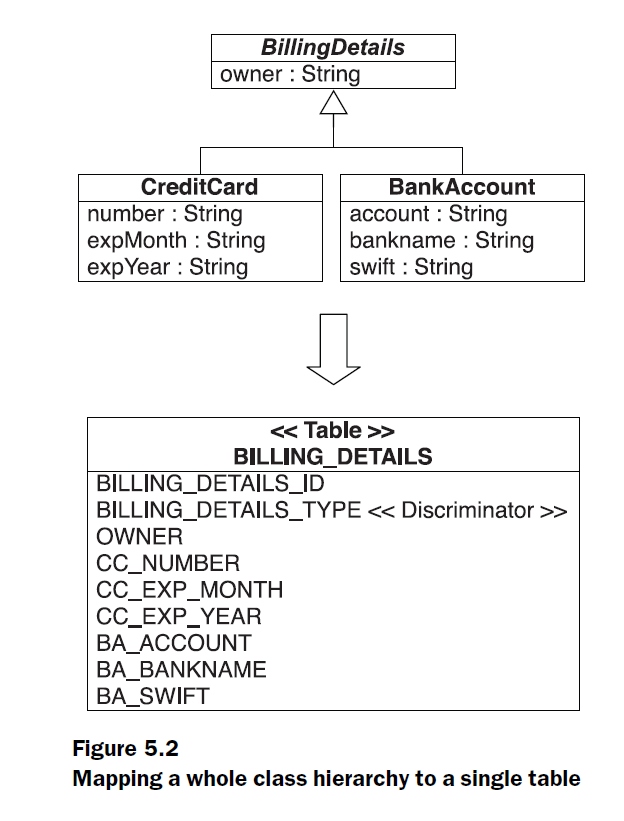 BillingDetails
owner : String
CreditCard
number : String
expMonth : String
expYear : String
BankAccount
account : String
bankname : String
swift : String
<< Table >>
BILLING_DETAILS
BILLING_DETAILS_ID
BILLING_DETAILS_TYPE << Discriminator >>
OWNER
CC_NUMBER
CC_EXP_MONTH
CC_EXP_YEAR
BA_ACCOUNT
BA_BANKNAME
BA_SWIFT
Figure 5.2
Mapping a whole class hierarchy to a single table